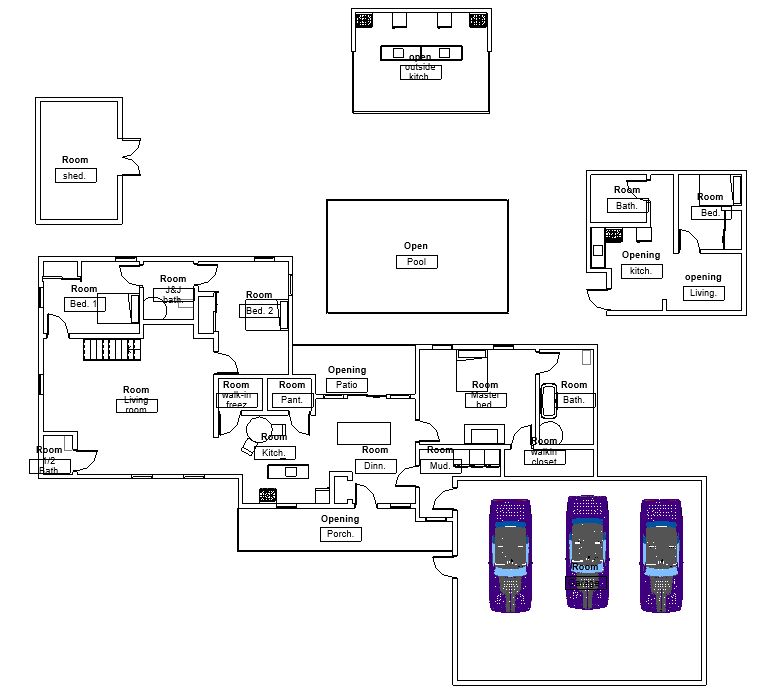 open
outside
kitch.
Room
shed.
Room
Bath.
Room
Bed.
Opening
kitch.
opening
Living.
Open
Pool
Room
Bed. 1
Room
J&J
bath.
Room
Bed. 2
Opening
Patio
Room
Living
room
Room
walk-in
freez
Room
Pant.
Room
Master
bed.
Room
Bath.
Room
1/2
Bath
Room
Kitch.
Room
Dinn.
Room
Mud.
Room
walkin
closet
Opening
Porch.
Room